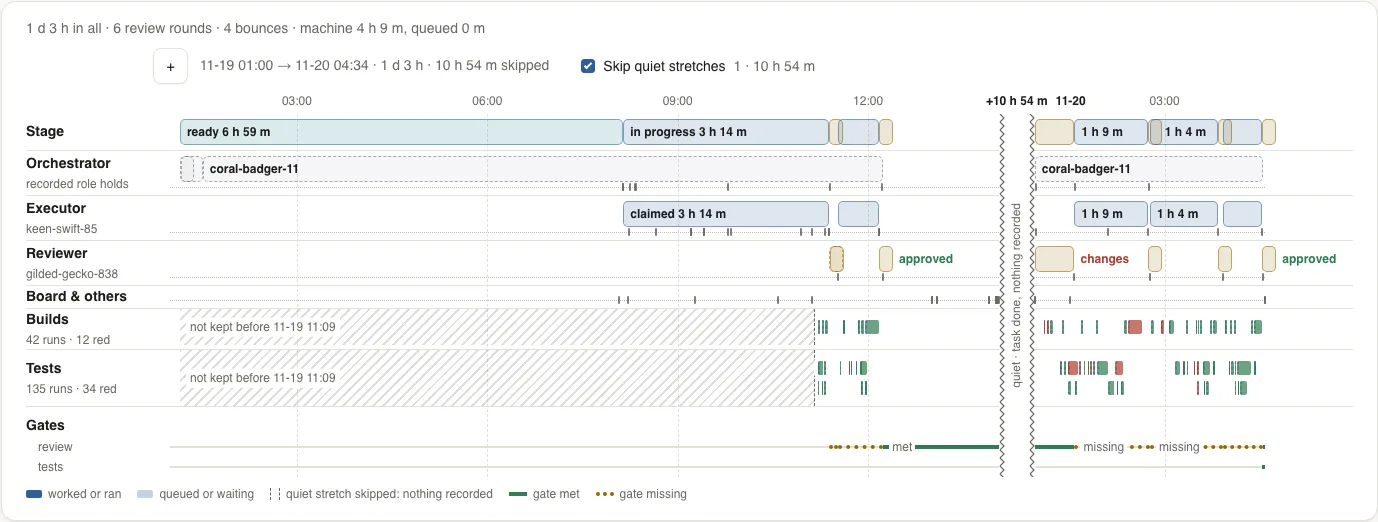 1 d 3 h in all · 6 review rounds · 4 bounces · machine 4 h 9 m, queued 0 m
+ 11-19 01:00 → 11-20 04:34 · 1 d 3 h · 10 h 54 m skipped Skip quiet stretches 1 · 10 h 54 m
03:00 06:00 09:00 12:00 +10 h 54 m 11-20 03:00
Stage ready 6 h 59 m in progress 3 h 14 m 1 h 9 m 1 h 4 m
Orchestrator coral-badger-11 coral-badger-11
recorded role holds
Executor claimed 3 h 14 m 1 h 9 m 1 h 4 m
keen-swift-85
Reviewer approved changes approved
gilded-gecko-838
Board & others
quiet · task done, nothing recorded
Builds not kept before 11-19 11:09
42 runs · 12 red
Tests not kept before 11-19 11:09
135 runs · 34 red
Gates
review met missing missing
tests
worked or ran queued or waiting quiet stretch skipped: nothing recorded gate met gate missing